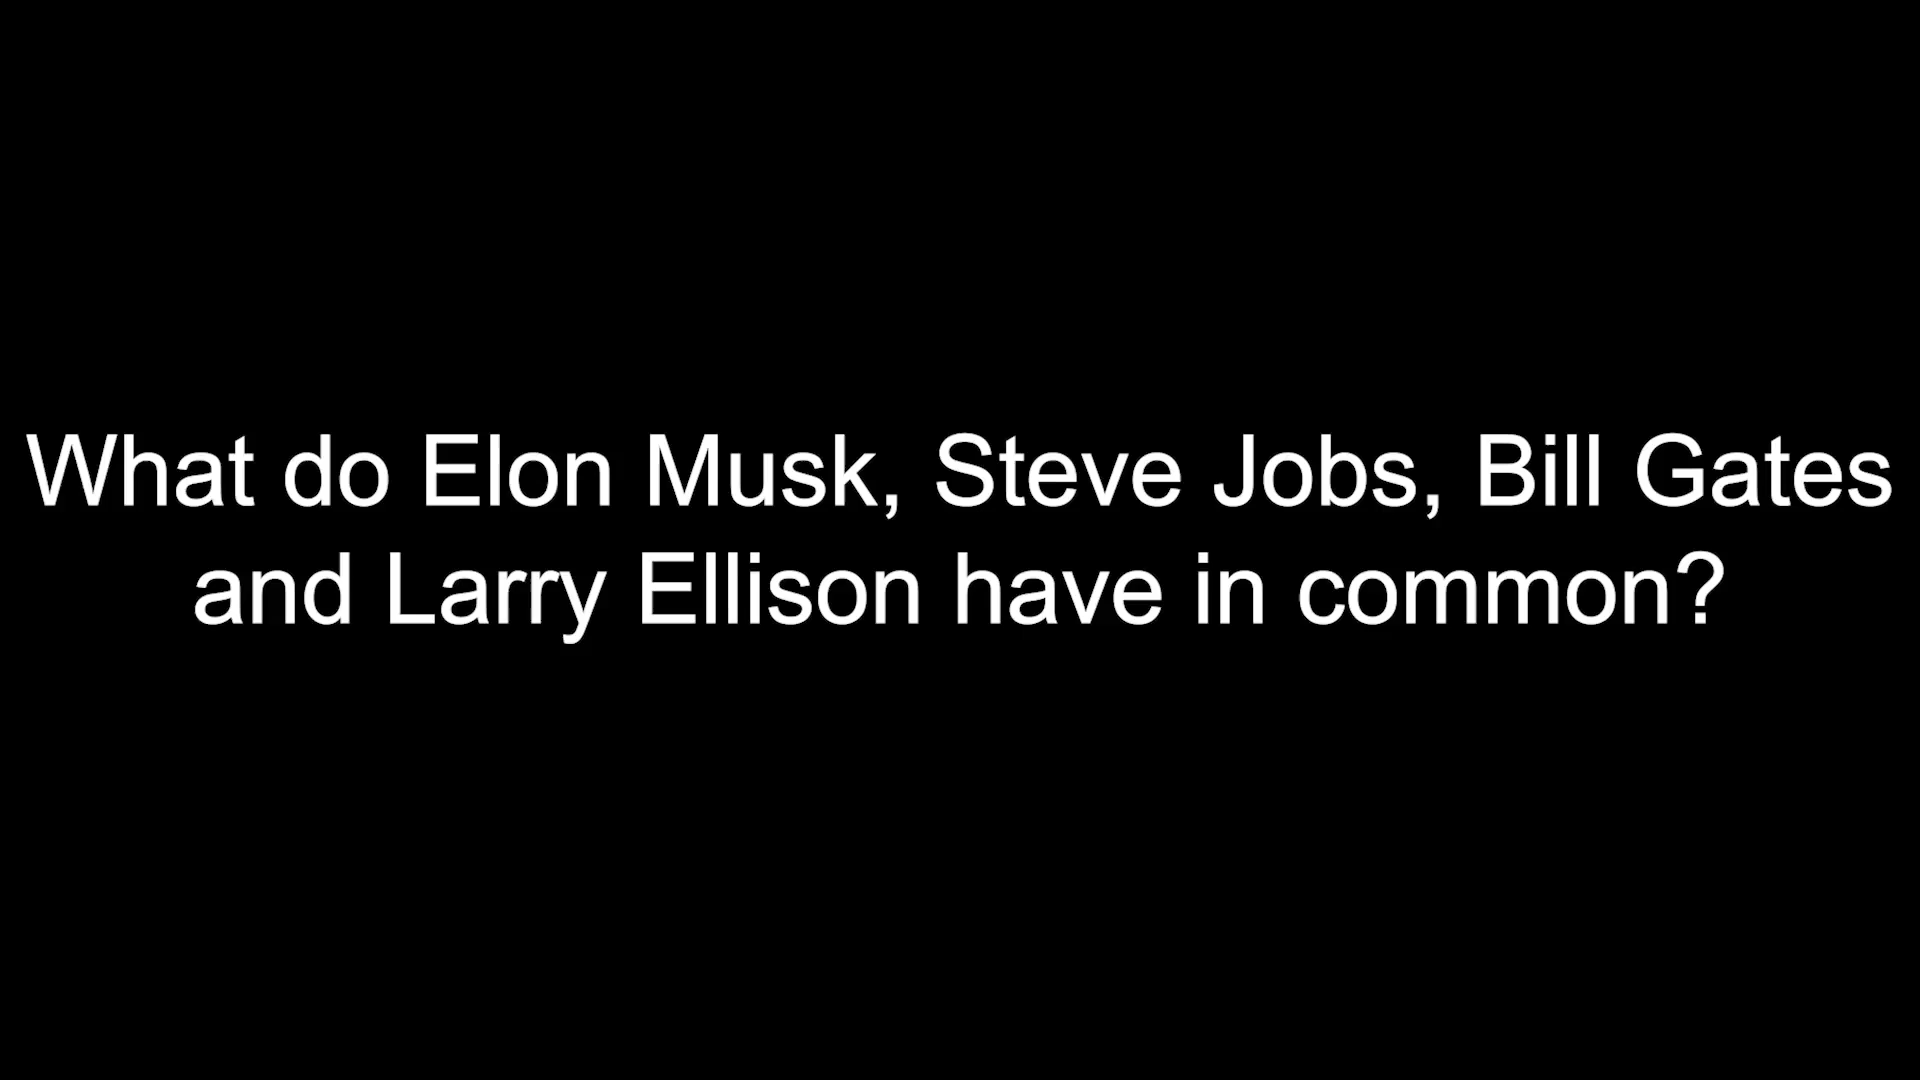 What do Elon Musk, Steve Jobs, Bill Gates
and Larry Ellison have in common?